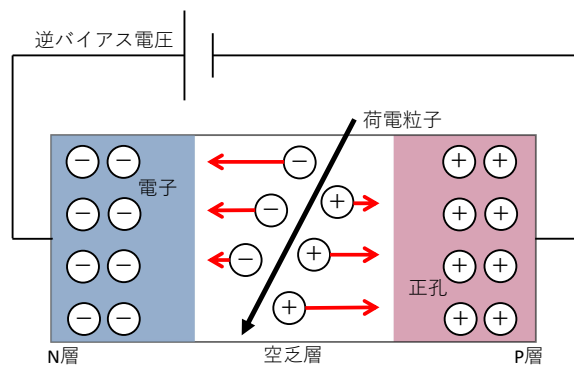 逆バイアス電圧
荷電粒子
− − − + +
電子
− − − + + +
− − − + + +
正孔
− − + + +
N層
空乏層
P層